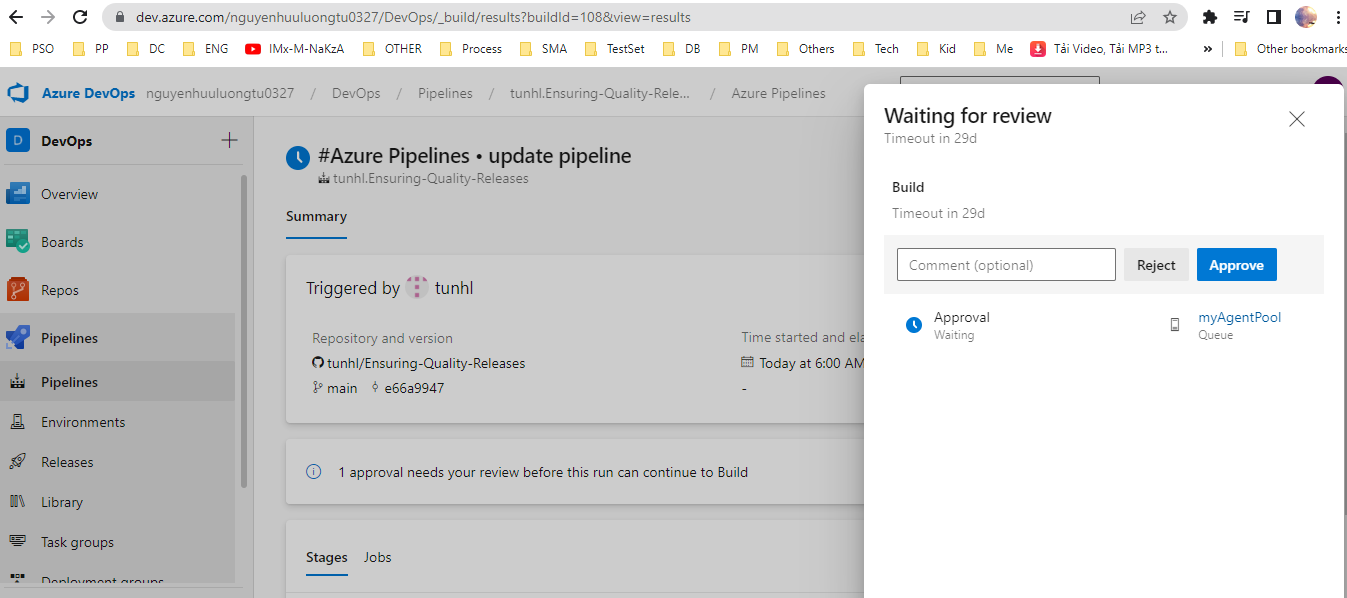 dev.azure.com/nguyenhuuluongtu0327/DevOps/_build/results?buildId=108&view=results
PSO PP DC ENG IMx-M-NaKzA OTHER Process SMA TestSet DB PM Others Tech Kid Me Tải Video, Tải MP3 t... » Other bookmarks
Azure DevOps nguyenhuuluongtu0327 / DevOps / Pipelines / tunhl.Ensuring-Quality-Rele... / Azure Pipelines
D DevOps
Overview
Boards
Repos
Pipelines
Pipelines
Environments
Releases
Library
Task groups
Deployment groups
#Azure Pipelines • update pipeline
tunhl.Ensuring-Quality-Releases
Summary
Triggered by tunhl
Repository and version
tunhl/Ensuring-Quality-Releases
main e66a9947
Time started and ela
Today at 6:00 AM
-
1 approval needs your review before this run can continue to Build
Stages Jobs
Waiting for review
Timeout in 29d
Build
Timeout in 29d
Comment (optional) Reject Approve
Approval myAgentPool
Waiting Queue